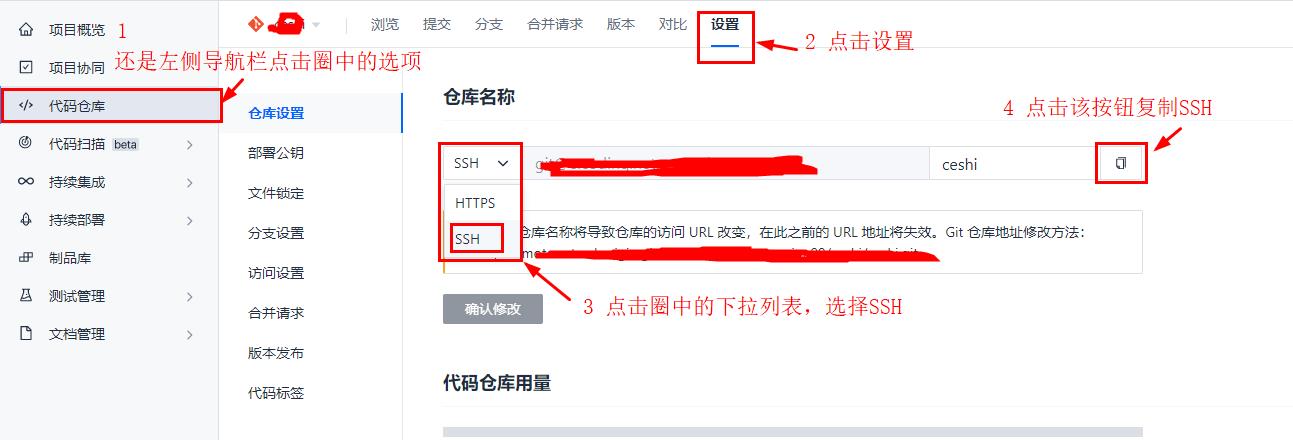 项目概览 1
项目协同 还是左侧导航栏点击圈中的选项
代码仓库
代码扫描 beta
持续集成
持续部署
制品库
测试管理
文档管理
浏览 提交 分支 合并请求 版本 对比 设置
2 点击设置
仓库设置
部署公钥
文件锁定
分支设置
访问设置
合并请求
版本发布
代码标签
仓库名称
4 点击该按钮复制SSH
SSH ceshi
HTTPS
SSH
仓库名称将导致仓库的访问 URL 改变，在此之前的 URL 地址将失效。Git 仓库地址修改方法：
3 点击圈中的下拉列表，选择SSH
确认修改
代码仓库用量